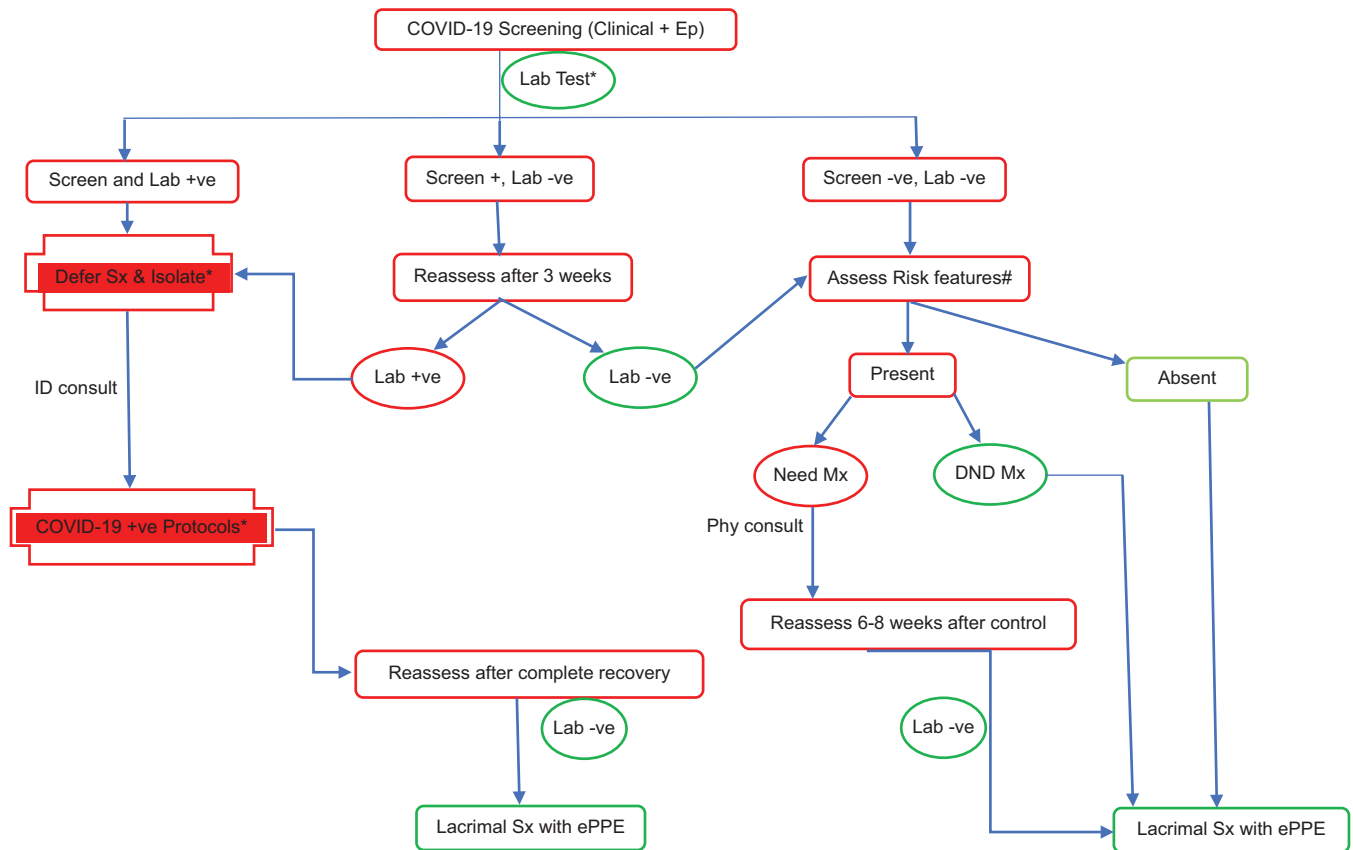 COVID-19 Screening (Clinical + Ep)
Lab Test*
Screen and Lab +ve
Screen +, Lab -ve
Screen -ve, Lab -ve
Defer Sx & Isolate*
Reassess after 3 weeks
Assess Risk features#
Lab +ve
Lab -ve
Present
Absent
ID consult
Need Mx
DND Mx
COVID-19 +ve Protocols*
Phy consult
Reassess 6-8 weeks after control
Reassess after complete recovery
Lab -ve
Lab -ve
Lacrimal Sx with ePPE
Lacrimal Sx with ePPE